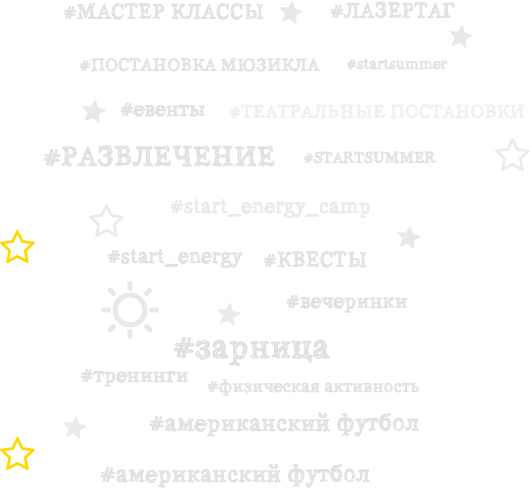 #МАСТЕР КЛАССЫ #ЛАЗЕРТАГ
#ПОСТАНОВКА МЮЗИКЛА #startsummer
#евенты #ТЕАТРАЛЬНЫЕ ПОСТАНОВКИ
#РАЗВЛЕЧЕНИЕ #STARTSUMMER
#start_energy_camp
#start_energy #КВЕСТЫ
#вечеринки
#зарница
#тренинги #физическая активность
#американский футбол
#американский футбол